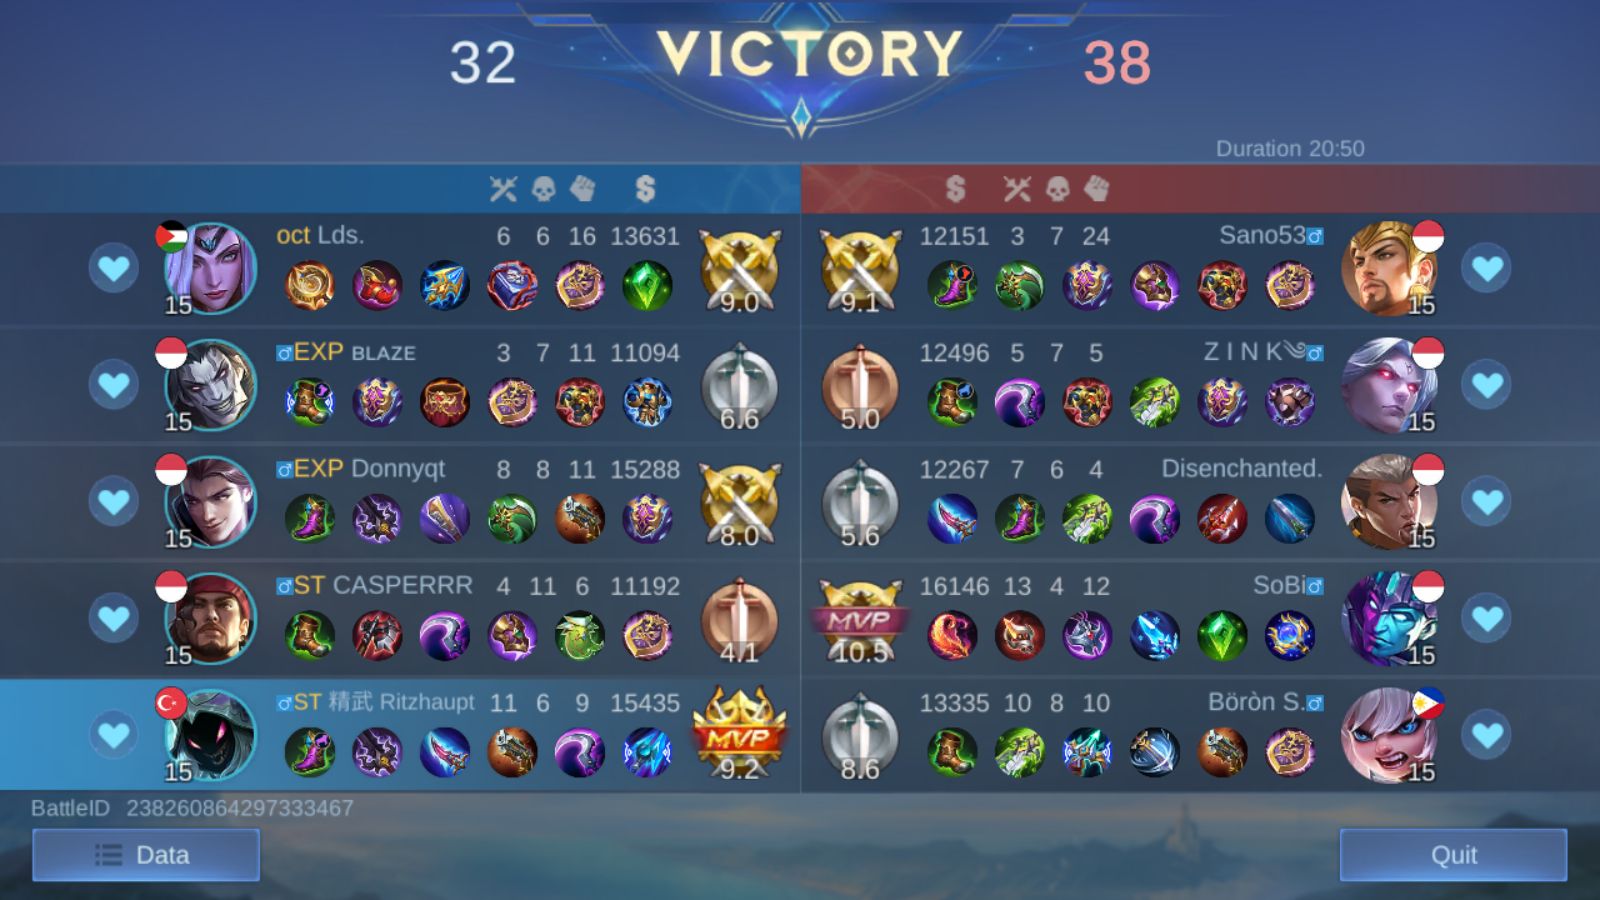 32 VICTORY 38
Duration 20:50
oct Lds. 6 6 16 13631
15 9.0
12151 3 7 24 Sano53
9.1 15
EXP BLAZE 3 7 11 11094
15 6.6
12496 5 7 5 Z I N K
5.0 15
EXP Donnyqt 8 8 11 15288
15 8.0
12267 7 6 4 Disenchanted.
5.6 15
ST CASPERRR 4 11 6 11192
15 4.1
16146 13 4 12 SoBi
MVP
10.5 15
ST 精武 Ritzhaupt 11 6 9 15435
MVP
15 9.2
13335 10 8 10 Böròn S.
8.6 15
BattleID 238260864297333467
Data
Quit